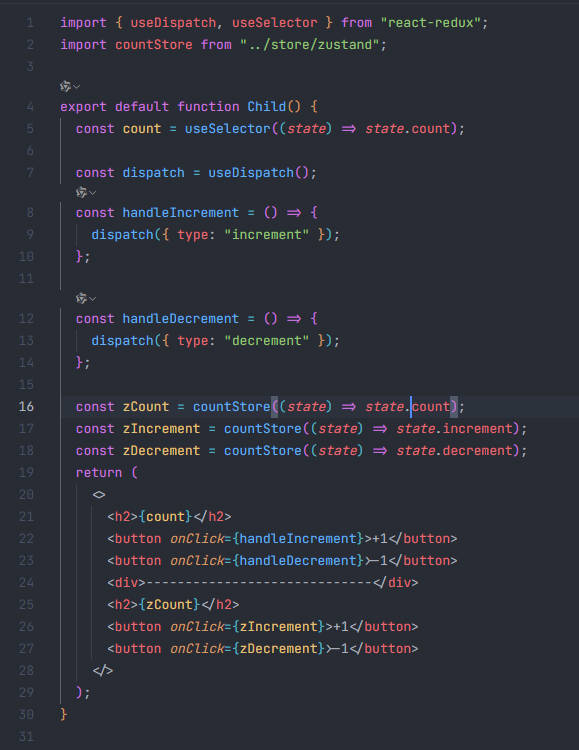 1 import { useDispatch, useSelector } from "react-redux";
2 import countStore from "../store/zustand";
3
4 export default function Child() {
5 const count = useSelector((state) => state.count);
6
7 const dispatch = useDispatch();
8 const handleIncrement = () => {
9 dispatch({ type: "increment" });
10 };
11
12 const handleDecrement = () => {
13 dispatch({ type: "decrement" });
14 };
15
16 const zCount = countStore((state) => state.count);
17 const zIncrement = countStore((state) => state.increment);
18 const zDecrement = countStore((state) => state.decrement);
19 return (
20 <>
21 <h2>{count}</h2>
22 <button onClick={handleIncrement}>+1</button>
23 <button onClick={handleDecrement}>-1</button>
24 <div>-----------------------------</div>
25 <h2>{zCount}</h2>
26 <button onClick={zIncrement}>+1</button>
27 <button onClick={zDecrement}>-1</button>
28 </>
29 );
30 }
31